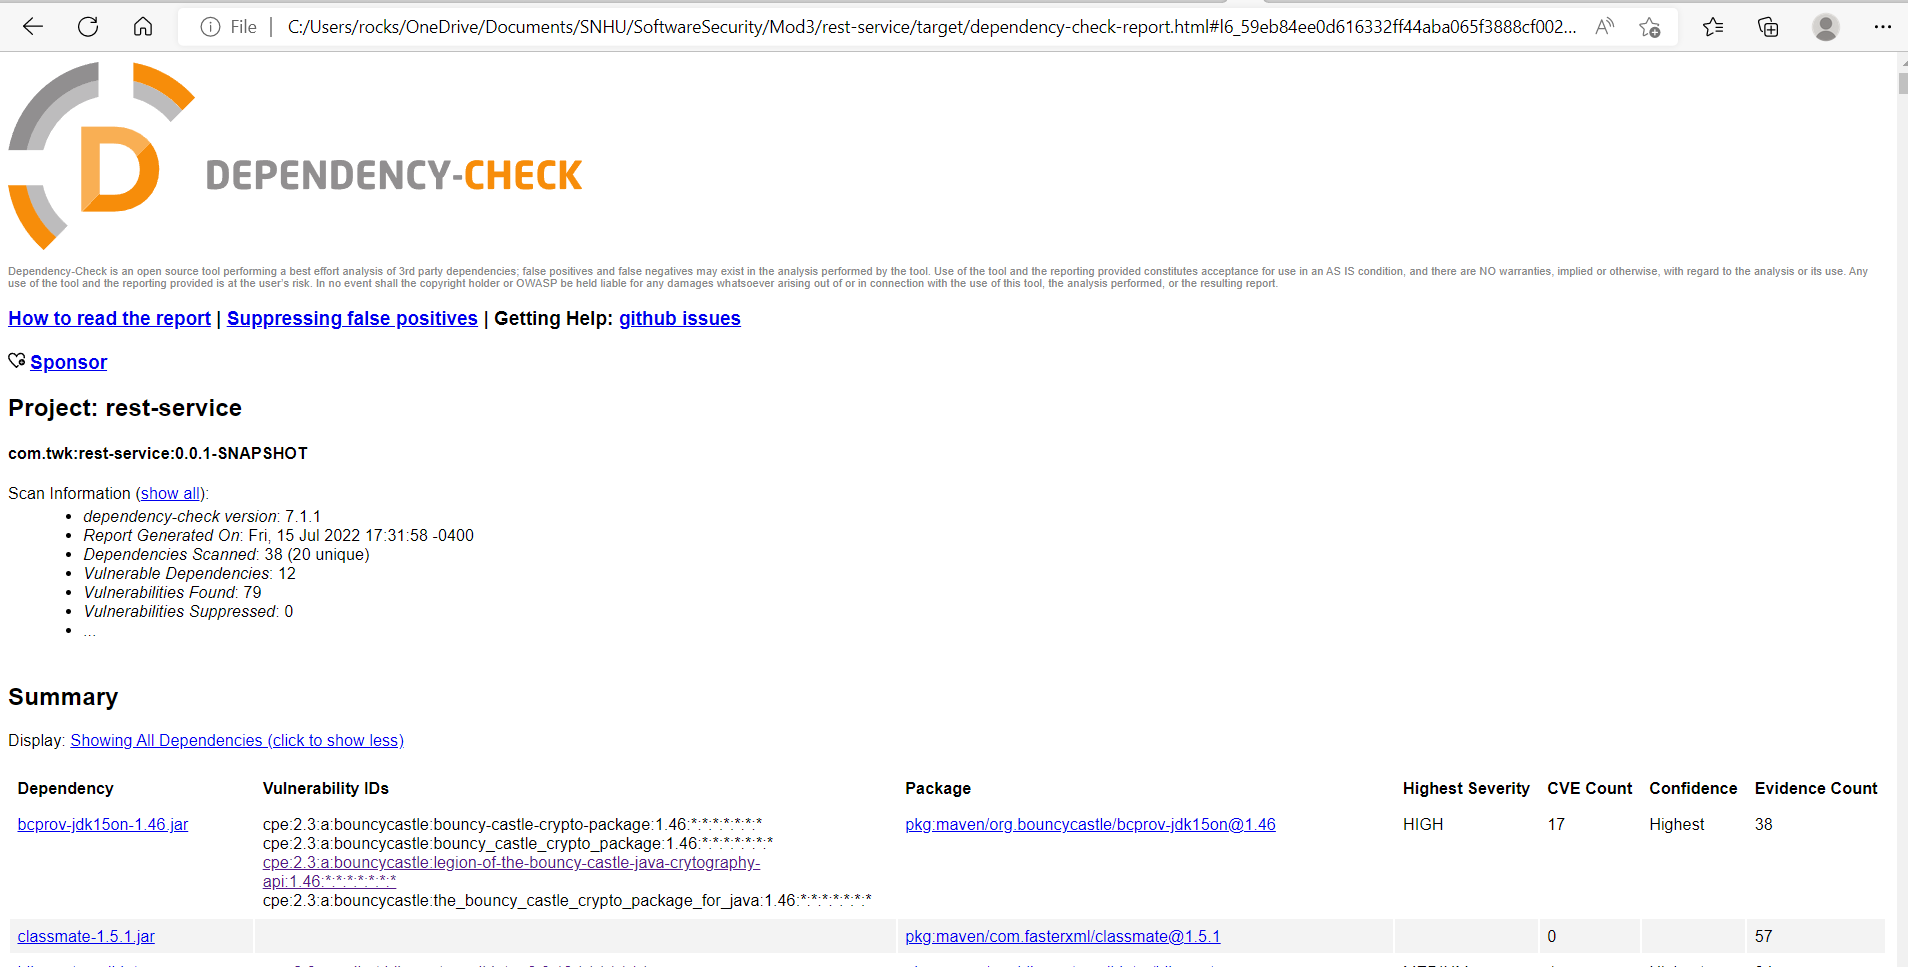 File | C:/Users/rocks/OneDrive/Documents/SNHU/SoftwareSecurity/Mod3/rest-service/target/dependency-check-report.html#l6_59eb84ee0d616332ff44aba065f3888cf002...
DEPENDENCY-CHECK
Dependency-Check is an open source tool performing a best effort analysis of 3rd party dependencies; false positives and false negatives may exist in the analysis performed by the tool. Use of the tool and the reporting provided constitutes acceptance for use in an AS IS condition, and there are NO warranties, implied or otherwise, with regard to the analysis or its use. Any
use of the tool and the reporting provided is at the user's risk. In no event shall the copyright holder or OWASP be held liable for any damages whatsoever arising out of or in connection with the use of this tool, the analysis performed, or the resulting report.
How to read the report | Suppressing false positives | Getting Help: github issues
Sponsor
Project: rest-service
com.twk:rest-service:0.0.1-SNAPSHOT
Scan Information (show all):
• dependency-check version: 7.1.1
• Report Generated On: Fri, 15 Jul 2022 17:31:58 -0400
• Dependencies Scanned: 38 (20 unique)
• Vulnerable Dependencies: 12
• Vulnerabilities Found: 79
• Vulnerabilities Suppressed: 0
• ...
Summary
Display: Showing All Dependencies (click to show less)
Dependency Vulnerability IDs Package Highest Severity CVE Count Confidence Evidence Count
bcprov-jdk15on-1.46.jar cpe:2.3:a:bouncycastle:bouncy-castle-crypto-package:1.46:*:*:*:*:*:*:* pkg:maven/org.bouncycastle/bcprov-jdk15on@1.46 HIGH 17 Highest 38
cpe:2.3:a:bouncycastle:bouncy_castle_crypto_package:1.46:*:*:*:*:*:*:*
cpe:2.3:a:bouncycastle:legion-of-the-bouncy-castle-java-crytography-
api:1.46:*:*:*:*:*:*:*
cpe:2.3:a:bouncycastle:the_bouncy_castle_crypto_package_for_java:1.46:*:*:*:*:*:*:*
classmate-1.5.1.jar pkg:maven/com.fasterxml/classmate@1.5.1 0 57